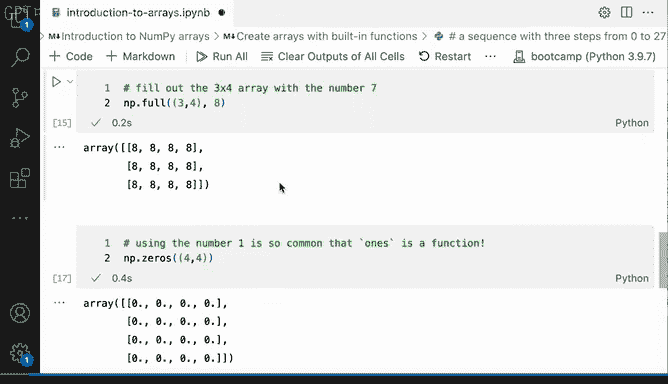 GPT
introduction-to-arrays.ipynb
Introduction to NumPy arrays > Create arrays with built-in functions > # a sequence with three steps from 0 to 27
+ Code + Markdown Run All Clear Outputs of All Cells Restart ... bootcamp (Python 3.9.7)
1 # fill out the 3x4 array with the number 7
2 np.full((3,4), 8)
[15] 0.2s Python
array([[8, 8, 8, 8],
[8, 8, 8, 8],
[8, 8, 8, 8]])
1 # using the number 1 is so common that `ones` is a function!
2 np.zeros((4,4))
[17] 0.4s Python
array([[0., 0., 0., 0.],
[0., 0., 0., 0.],
[0., 0., 0., 0.],
[0., 0., 0., 0.]])
1
1